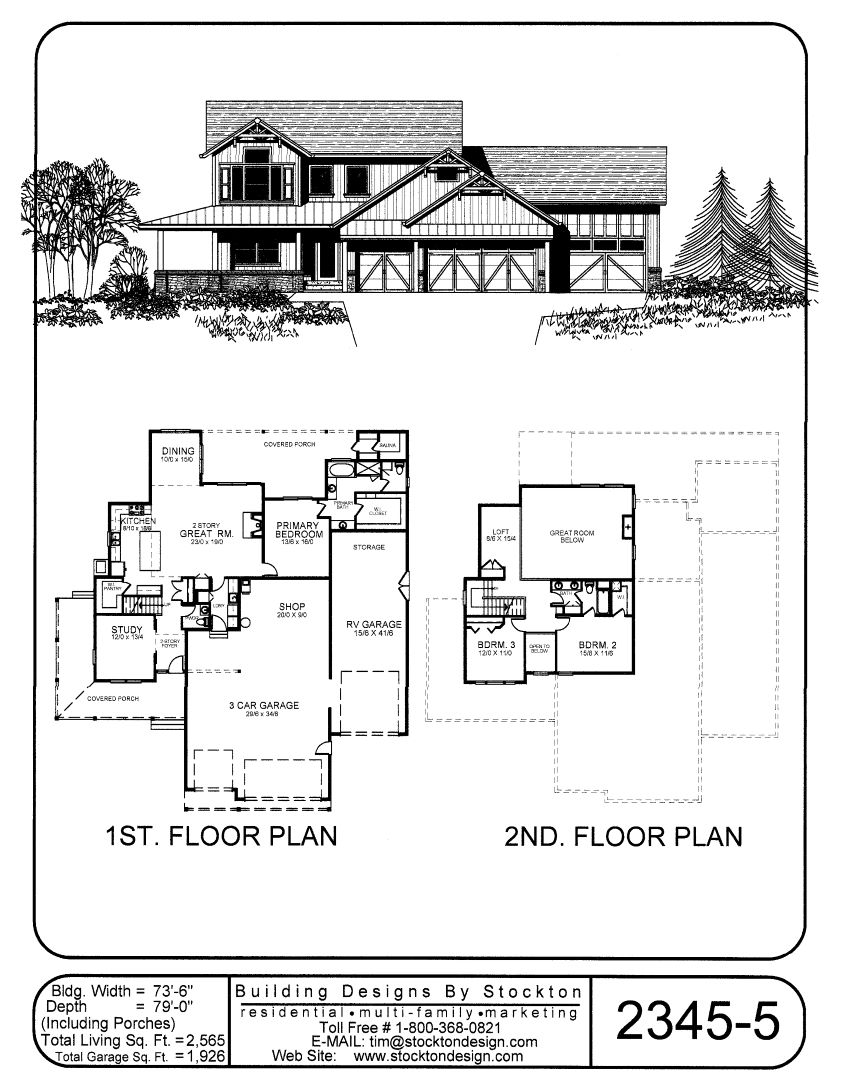 COVERED PORCH
SAUNA
DINING
10/0 x 15/0
KITCHEN
2 STORY
GREAT RM.
23/0 x 19/0
PRIMARY
BEDROOM
13/6 x 16/0
PRIMARY
BATH
W.I.
CLOSET
STORAGE
W.I.
PANTRY
UP
LDRY
PWDR
SHOP
20/0 X 9/0
RV GARAGE
15/6 X 41/6
STUDY
12/0 x 13/4
2-STORY
FOYER
COVERED PORCH
3 CAR GARAGE
29/6 x 34/6
1ST. FLOOR PLAN
LOFT
8/6 X 15/4
GREAT ROOM
BELOW
BATH
W.I.
BDRM. 3
12/0 X 11/0
OPEN TO
BELOW
BDRM. 2
15/8 X 11/6
2ND. FLOOR PLAN
Bldg. Width = 73'-6"
Depth = 79'-0"
(Including Porches)
Total Living Sq. Ft. = 2,565
Total Garage Sq. Ft. = 1,926
Building Designs By Stockton
residential•multi-family•marketing
Toll Free # 1-800-368-0821
E-MAIL: tim@stocktondesign.com
Web Site: www.stocktondesign.com
2345-5